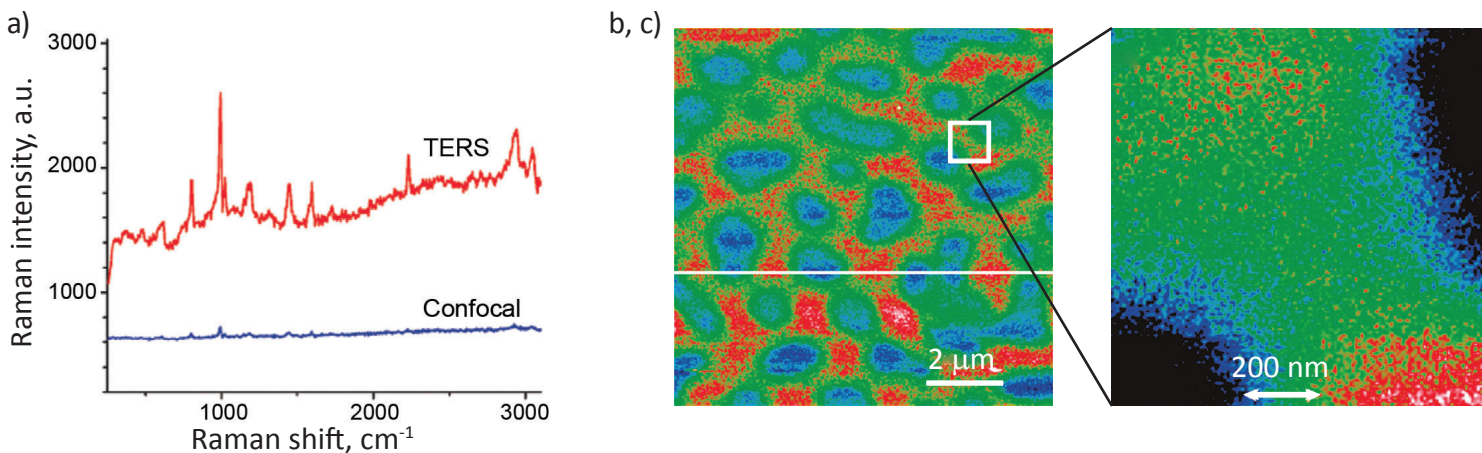 a)
Raman intensity, a.u.
3000
2000
1000
TERS
Confocal
1000
2000
3000
Raman shift, cm-1
b, c)
2 μm
200 nm